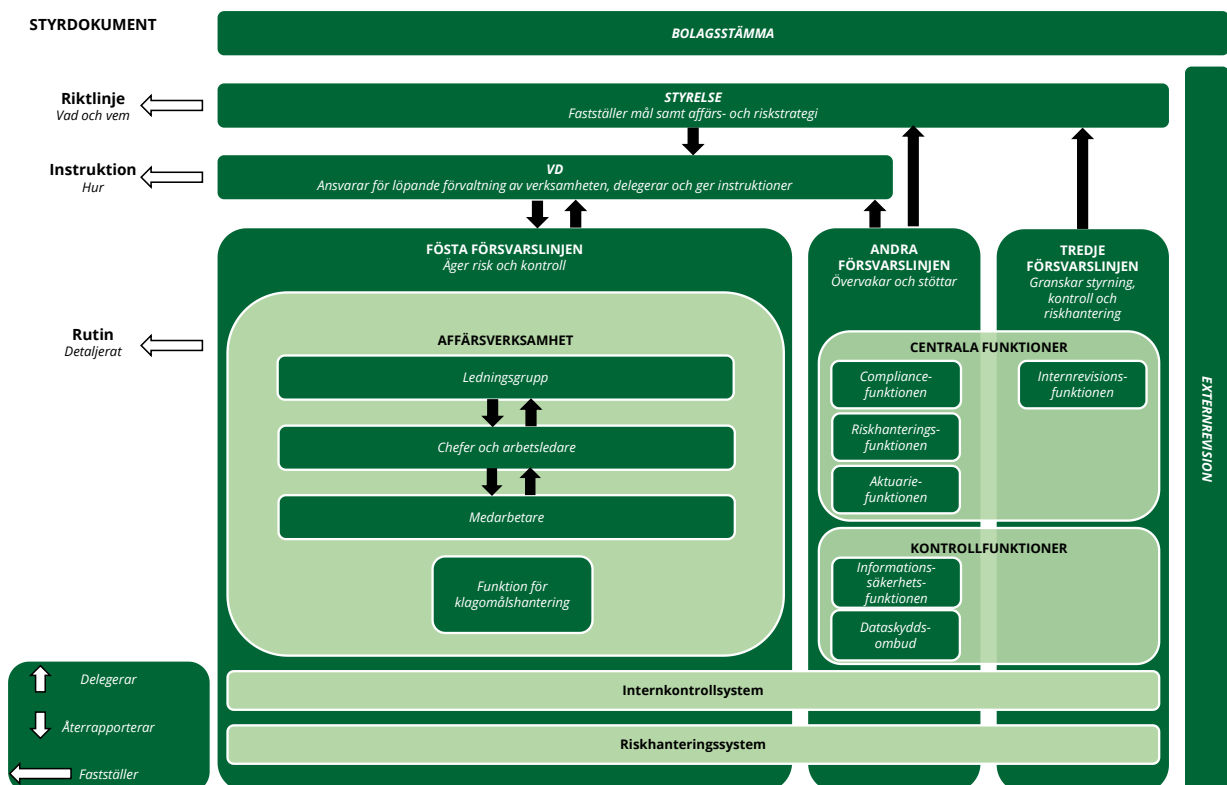 STYRDOKUMENT
BOLAGSSTÄMMA
Riktlinje
Vad och vem
STYRELSE
Fastställer mål samt affärs- och riskstrategi
Instruktion
Hur
VD
Ansvarar för löpande förvaltning av verksamheten, delegerar och ger instruktioner
FÖSTA FÖRSVARSLINJEN
Äger risk och kontroll
ANDRA
FÖRSVARSLINJEN
Övervakar och stöttar
TREDJE
FÖRSVARSLINJEN
Granskar styrning,
kontroll och
riskhantering
EXTERNREVISION
Rutin
Detaljerat
AFFÄRSVERKSAMHET
Ledningsgrupp
Chefer och arbetsledare
Medarbetare
Funktion för
klagomålshantering
CENTRALA FUNKTIONER
Compliance-
funktionen
Internrevisions-
funktionen
Riskhanterings-
funktionen
Aktuarie-
funktionen
KONTROLLFUNKTIONER
Informations-
säkerhets-
funktionen
Dataskydds-
ombud
Internkontrollsystem
Riskhanteringssystem
Delegerar
Återrapporterar
Fastställer